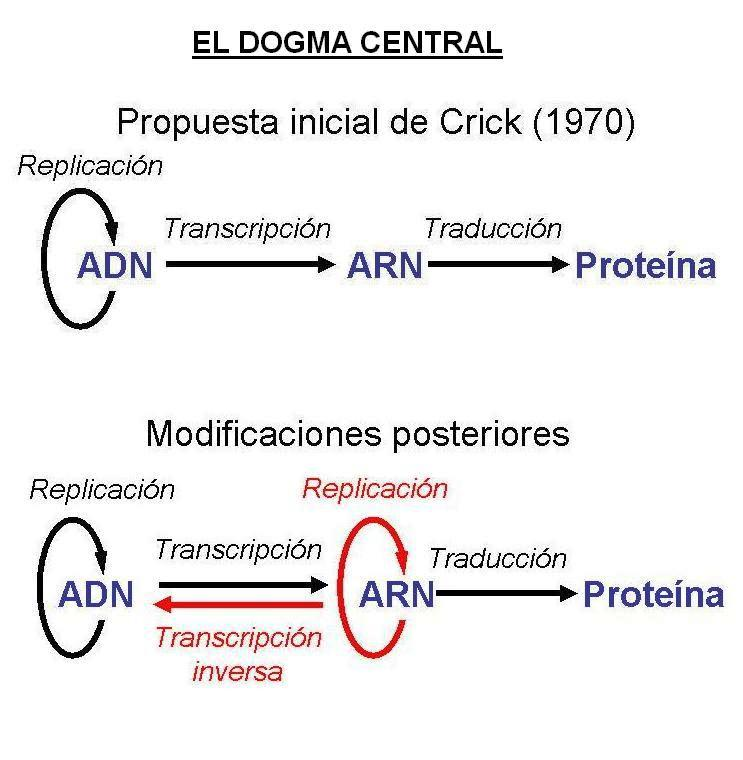 EL DOGMA CENTRAL
Propuesta inicial de Crick (1970)
Replicación
Transcripción
Traducción
ADN
ARN
Proteína
Modificaciones posteriores
Replicación
Replicación
Transcripción
Traducción
ADN
ARN
Proteína
Transcripción
inversa